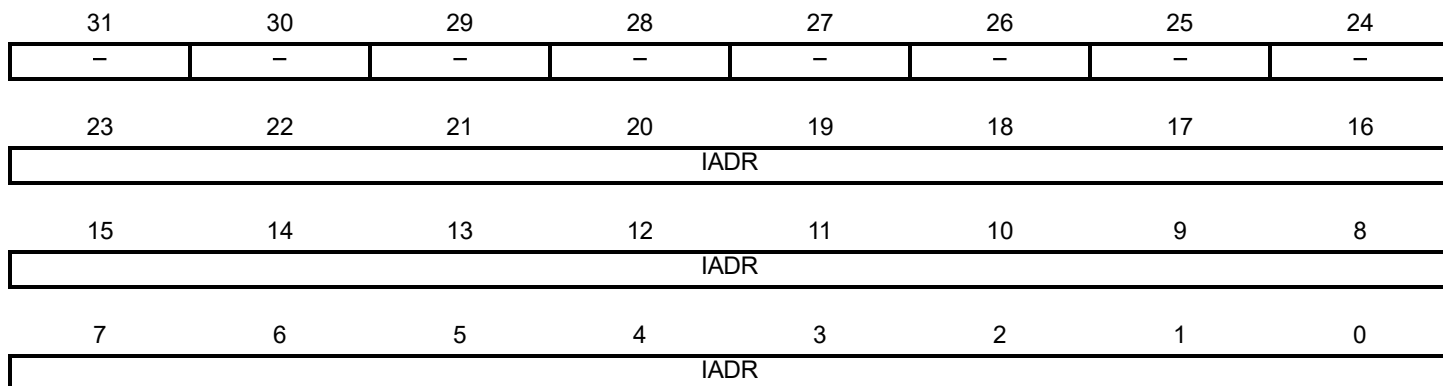 31 30 29 28 27 26 25 24
– – – – – – – –
23 22 21 20 19 18 17 16
IADR
15 14 13 12 11 10 9 8
IADR
7 6 5 4 3 2 1 0
IADR